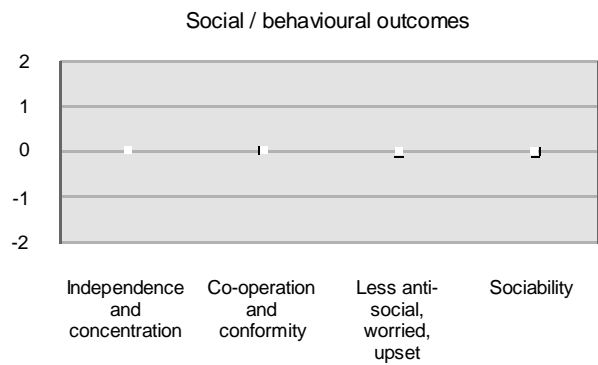 Social / behavioural outcomes
2
1
0
-1
-2
Independence
and
concentration
Co-operation
and
conformity
Less anti-
social,
worried,
upset
Sociability